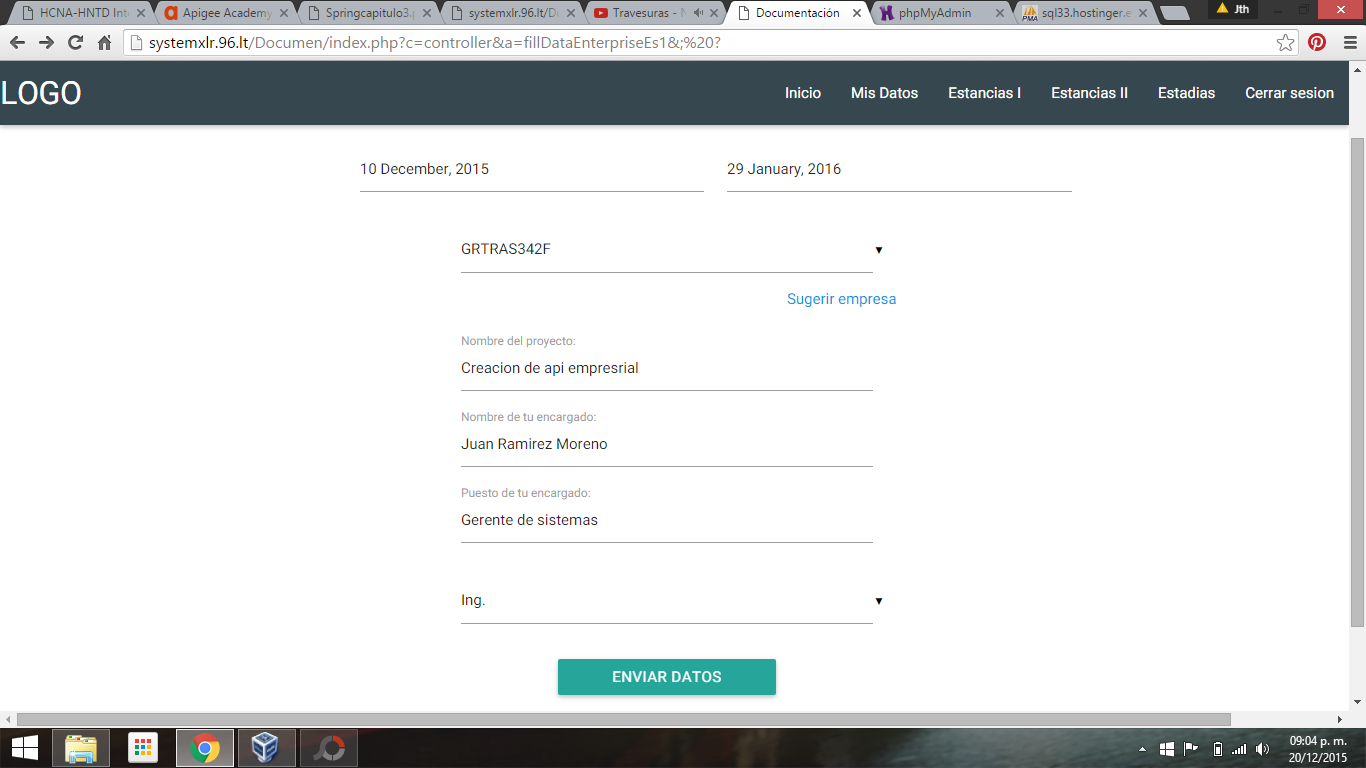 HCNA-HNTD Inte
Apigee Academy
Springcapitulo3.p
systemxlr.96.lt/Do
Travesuras - N
Documentación
phpMyAdmin
sql33.hostinger.e
Jth
systemxlr.96.lt/Documen/index.php?c=controller&a=fillDataEnterpriseEs1&;%20?
LOGO
Inicio Mis Datos Estancias I Estancias II Estadias Cerrar sesion
10 December, 2015 29 January, 2016
GRTRAS342F
Sugerir empresa
Nombre del proyecto:
Creacion de api empresrial
Nombre de tu encargado:
Juan Ramirez Moreno
Puesto de tu encargado:
Gerente de sistemas
Ing.
ENVIAR DATOS
09:04 p. m.
20/12/2015